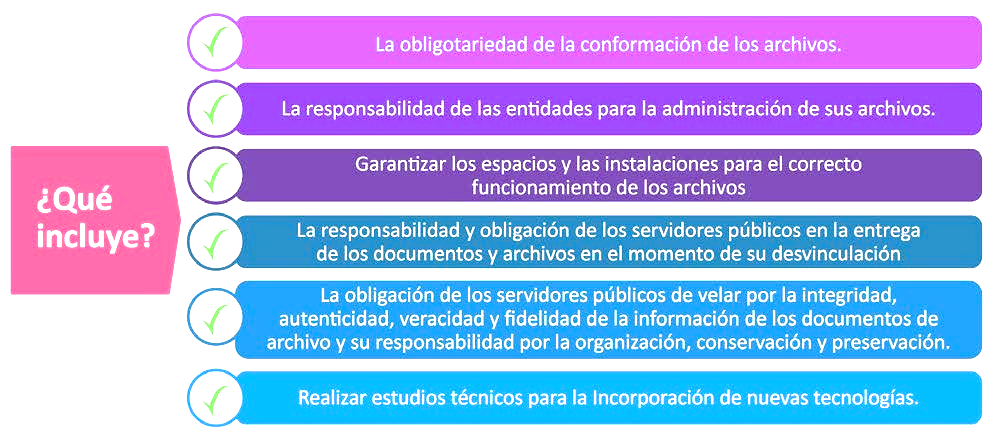 ¿Qué
incluye?
La obligotariedad de la conformación de los archivos.
La responsabilidad de las entidades para la administración de sus archivos.
Garantizar los espacios y las instalaciones para el correcto
funcionamiento de los archivos
La responsabilidad y obligación de los servidores públicos en la entrega
de los documentos y archivos en el momento de su desvinculación
La obligación de los servidores públicos de velar por la integridad,
autenticidad, veracidad y fidelidad de la información de los documentos de
archivo y su responsabilidad por la organización, conservación y preservación.
Realizar estudios técnicos para la Incorporación de nuevas tecnologías.